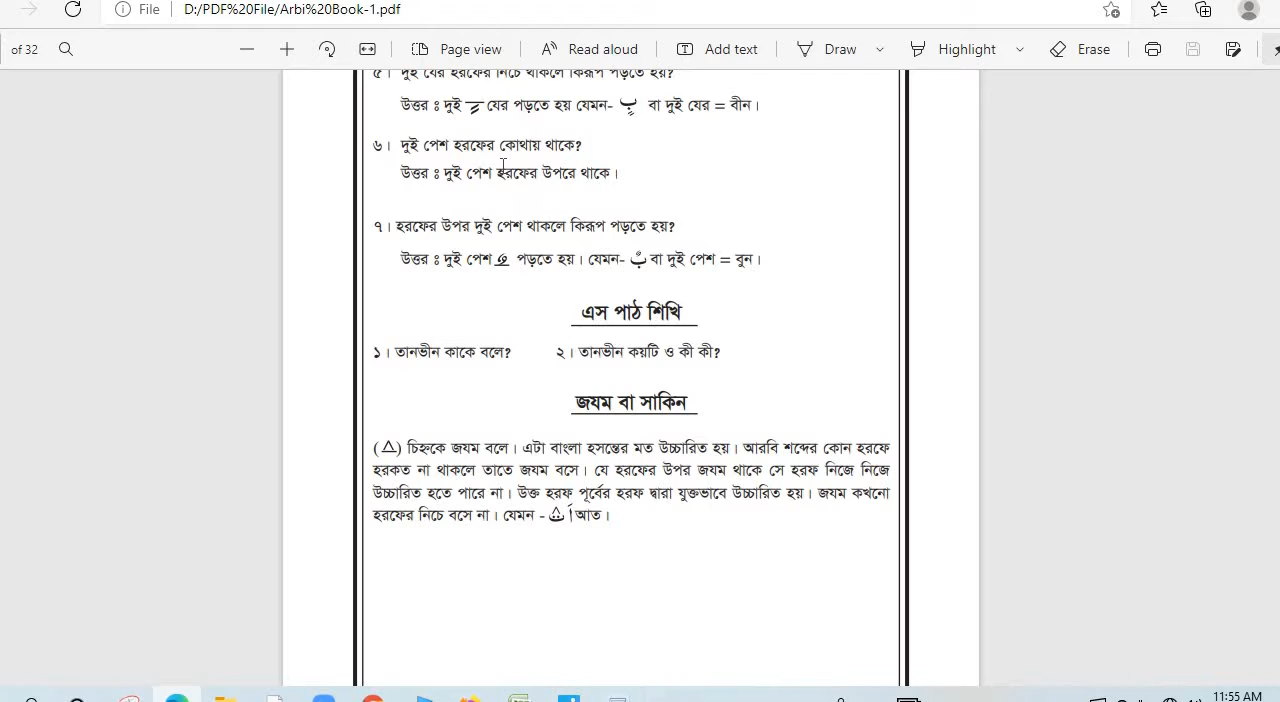 File D:/PDF%20File/Arbi%20Book-1.pdf
of 32 Page view Read aloud Add text Draw Highlight Erase
৫। দুই যের হরফের নিচে থাকলে কিরূপ পড়তে হয়?
উত্তর ঃ দুই ــٍـ যের পড়তে হয় যেমন- بٍ বা দুই যের = বীন।
৬। দুই পেশ হরফের কোথায় থাকে?
উত্তর ঃ দুই পেশ হরফের উপরে থাকে।
৭। হরফের উপর দুই পেশ থাকলে কিরূপ পড়তে হয়?
উত্তর ঃ দুই পেশ ــٌـ পড়তে হয়। যেমন- بٌ বা দুই পেশ = বুন।
এস পাঠ শিখি
১। তানভীন কাকে বলে? ২। তানভীন কয়টি ও কী কী?
জযম বা সাকিন
(△) চিহ্নকে জযম বলে। এটা বাংলা হসন্তের মত উচ্চারিত হয়। আরবি শব্দের কোন হরফে
হরকত না থাকলে তাতে জযম বসে। যে হরফের উপর জযম থাকে সে হরফ নিজে নিজে
উচ্চারিত হতে পারে না। উক্ত হরফ পূর্বের হরফ দ্বারা যুক্তভাবে উচ্চারিত হয়। জযম কখনো
হরফের নিচে বসে না। যেমন - اَتْ আত।
11:55 AM